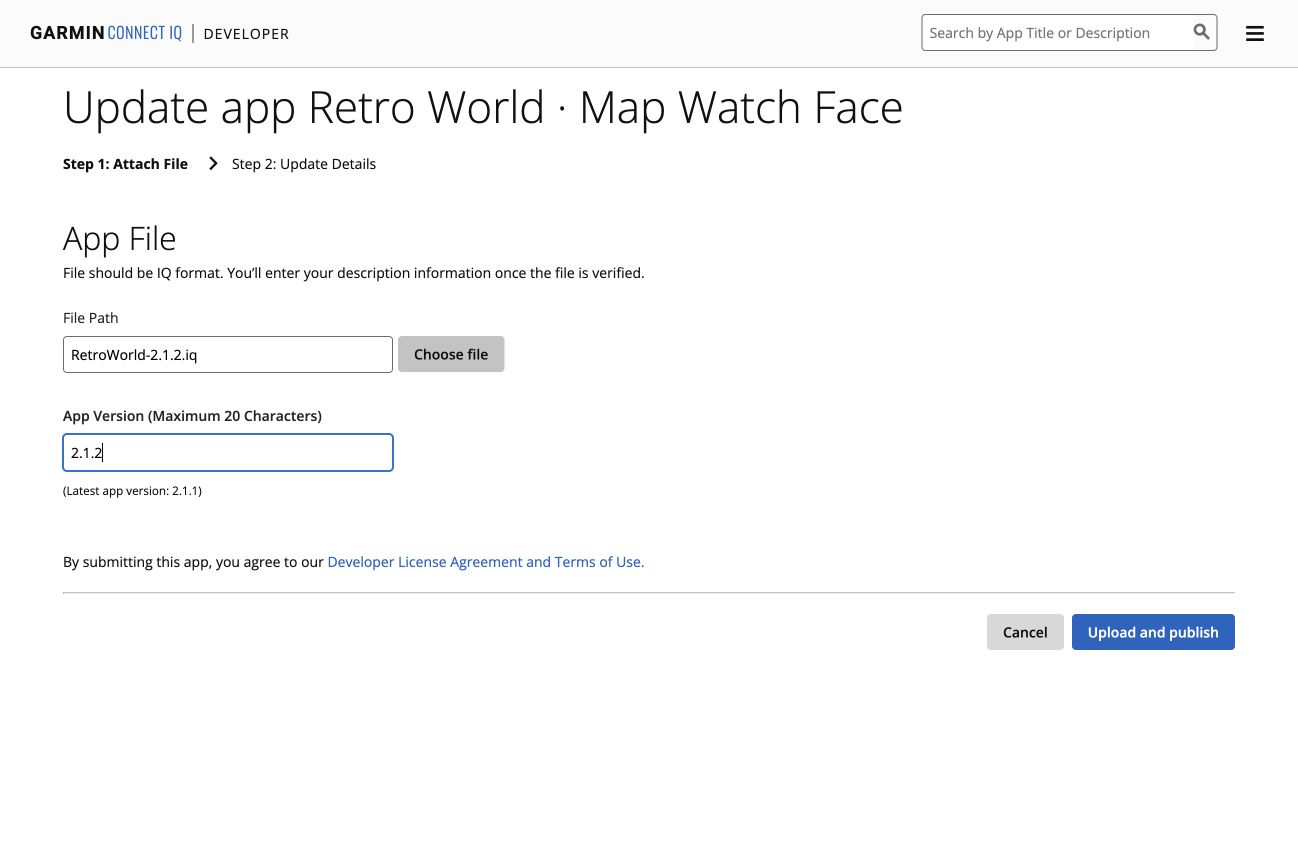 GARMIN CONNECT IQ | DEVELOPER
Search by App Title or Description
Update app Retro World · Map Watch Face
Step 1: Attach File
Step 2: Update Details
App File
File should be IQ format. You’ll enter your description information once the file is verified.
File Path
RetroWorld-2.1.2.iq
Choose file
App Version (Maximum 20 Characters)
2.1.2
(Latest app version: 2.1.1)
By submitting this app, you agree to our Developer License Agreement and Terms of Use.
Cancel
Upload and publish